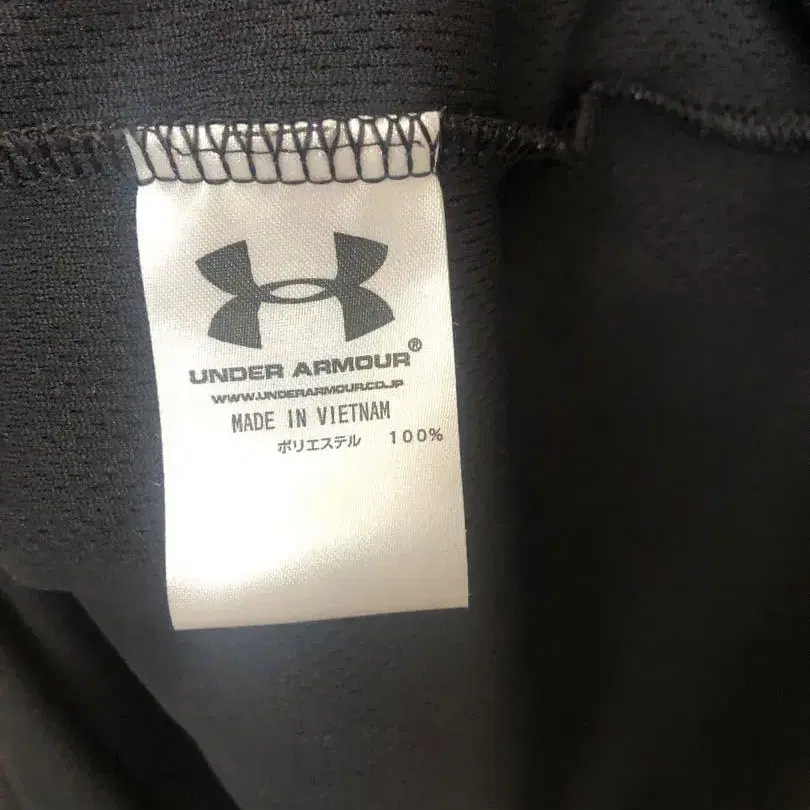 UNDER ARMOUR®
WWW.UNDERARMOUR.CO.JP
MADE IN VIETNAM
ポリエステル 100%